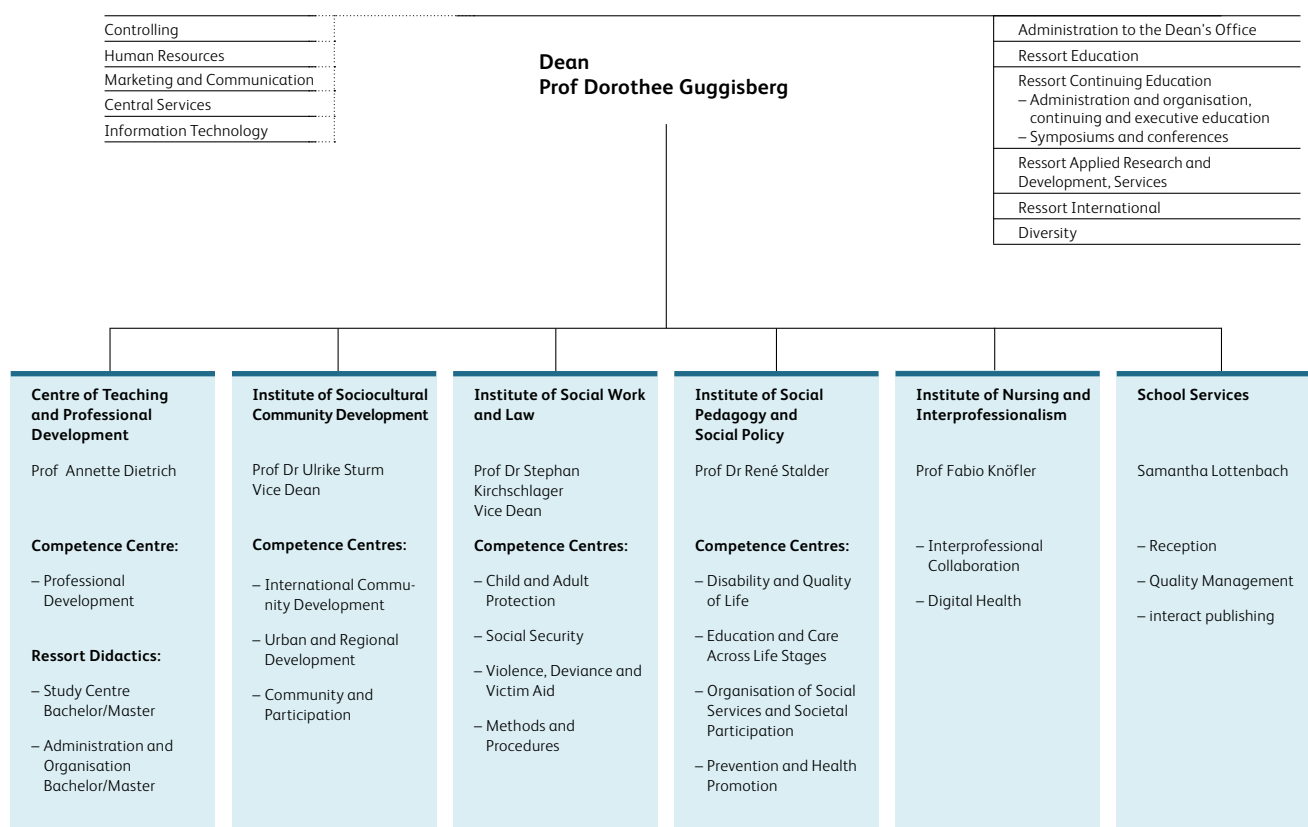 Controlling
Human Resources
Marketing and Communication
Central Services
Information Technology
Dean
Prof Dorothee Guggisberg
Administration to the Dean's Office
Ressort Education
Ressort Continuing Education
– Administration and organisation,
continuing and executive education
– Symposiums and conferences
Ressort Applied Research and
Development, Services
Ressort International
Diversity
Centre of Teaching
and Professional
Development
Prof Annette Dietrich
Competence Centre:
– Professional
Development
Ressort Didactics:
– Study Centre
Bachelor/Master
– Administration and
Organisation
Bachelor/Master
Institute of Sociocultural
Community Development
Prof Dr Ulrike Sturm
Vice Dean
Competence Centres:
– International Commu-
nity Development
– Urban and Regional
Development
– Community and
Participation
Institute of Social Work
and Law
Prof Dr Stephan
Kirchschlager
Vice Dean
Competence Centres:
– Child and Adult
Protection
– Social Security
– Violence, Deviance and
Victim Aid
– Methods and
Procedures
Institute of Social
Pedagogy and
Social Policy
Prof Dr René Stalder
Competence Centres:
– Disability and Quality
of Life
– Education and Care
Across Life Stages
– Organisation of Social
Services and Societal
Participation
– Prevention and Health
Promotion
Institute of Nursing and
Interprofessionalism
Prof Fabio Knöfler
– Interprofessional
Collaboration
– Digital Health
School Services
Samantha Lottenbach
– Reception
– Quality Management
– interact publishing